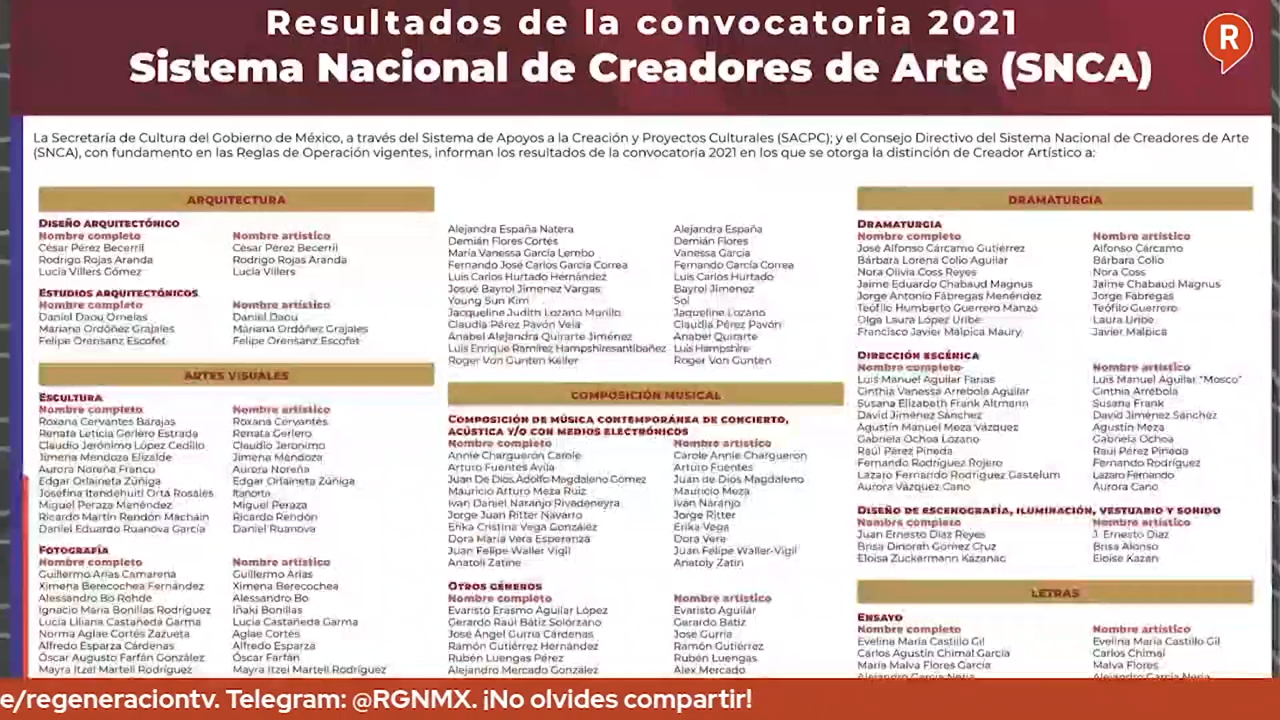 Resultados de la convocatoria 2021
Sistema Nacional de Creadores de Arte (SNCA)
R
La Secretaría de Cultura del Gobierno de México, a través del Sistema de Apoyos a la Creación y Proyectos Culturales (SACPC); y el Consejo Directivo del Sistema Nacional de Creadores de Arte
(SNCA), con fundamento en las Reglas de Operación vigentes, informan los resultados de la convocatoria 2021 en los que se otorga la distinción de Creador Artístico a:
ARQUITECTURA
DISEÑO ARQUITECTÓNICO
Nombre completo Nombre artístico
César Pérez Becerril César Pérez Becerril
Rodrigo Rojas Aranda Rodrigo Rojas Aranda
Lucía Villers Gómez Lucía Villers
ESTUDIOS ARQUITECTÓNICOS
Nombre completo Nombre artístico
Daniel Daou Ornelas Daniel Daou
Mariana Ordóñez Grajales Mariana Ordóñez Grajales
Felipe Orensanz Escofet Felipe Orensanz Escofet
ARTES VISUALES
ESCULTURA
Nombre completo Nombre artístico
Roxana Cervantes Barajas Roxana Cervantes
Renata Leticia Gerlero Estrada Renata Gerlero
Claudio Jerónimo López Cedillo Claudio Jeronimo
Jimena Mendoza Elizalde Jimena Mendoza
Aurora Noreña Franco Aurora Noreña
Edgar Orlaineta Zúñiga Edgar Orlaineta Zúñiga
Josefina Itandehuitl Orta Rosales Itanorta
Miguel Peraza Menéndez Miguel Peraza
Ricardo Martín Rendón Machain Ricardo Rendón
Daniel Eduardo Ruanova García Daniel Ruanova
FOTOGRAFÍA
Nombre completo Nombre artístico
Guillermo Arias Camarena Guillermo Arias
Ximena Berecochea Fernández Ximena Berecochea
Alessandro Bo Rohde Alessandro Bo
Ignacio María Bonillas Rodríguez Iñaki Bonillas
Lucía Liliana Castañeda Garma Lucía Castañeda Garma
Norma Aglae Cortés Zazueta Aglae Cortés
Alfredo Esparza Cárdenas Alfredo Esparza
Óscar Augusto Farfán González Óscar Farfán
Mayra Itzel Martell Rodríguez Mayra Itzel Martell Rodríguez
Alejandra España Natera Alejandra España
Demián Flores Cortés Demián Flores
María Vanessa García Lembo Vanessa García
Fernando José Carlos García Correa Fernando García Correa
Luis Carlos Hurtado Hernández Luis Carlos Hurtado
Josué Bayrol Jimenez Vargas Bayrol Jimenez
Young Sun Kim Sol
Jacqueline Judith Lozano Murillo Jaqueline Lozano
Claudia Pérez Pavón Vela Claudia Pérez Pavón
Anabel Alejandra Quirarte Jiménez Anabel Quirarte
Luis Enrique Ramírez Hampshiresantibañez Luis Hampshire
Roger Von Gunten Keller Roger Von Gunten
COMPOSICIÓN MUSICAL
COMPOSICIÓN DE MÚSICA CONTEMPORÁNEA DE CONCIERTO,
ACÚSTICA Y/O CON MEDIOS ELECTRÓNICOS
Nombre completo Nombre artístico
Annie Chargueron Carole Carole Annie Chargueron
Arturo Fuentes Ávila Arturo Fuentes
Juan De Dios Adolfo Magdaleno Gómez Juan de Dios Magdaleno
Mauricio Arturo Meza Ruiz Mauricio Meza
Ivan Daniel Naranjo Rivadeneyra Ivan Naranjo
Jorge Juan Ritter Navarro Jorge Ritter
Erika Cristina Vega González Erika Vega
Dora María Vera Esperanza Dora Vera
Juan Felipe Waller Vigil Juan Felipe Waller-Vigil
Anatoli Zatine Anatoly Zatin
OTROS GÉNEROS
Nombre completo Nombre artístico
Evaristo Erasmo Aguilar López Evaristo Aguilar
Gerardo Raúl Bátiz Solórzano Gerardo Bátiz
José Ángel Gurría Cárdenas José Gurría
Ramón Gutiérrez Hernández Ramón Gutiérrez
Rubén Luengas Pérez Rubén Luengas
Alejandro Mercado González Alex Mercado
DRAMATURGIA
DRAMATURGIA
Nombre completo Nombre artístico
José Alfonso Cárcamo Gutiérrez Alfonso Cárcamo
Bárbara Lorena Colio Aguilar Bárbara Colio
Nora Olivia Coss Reyes Nora Coss
Jaime Eduardo Chabaud Magnus Jaime Chabaud Magnus
Jorge Antonio Fábregas Menéndez Jorge Fábregas
Teófilo Humberto Guerrero Manzo Teófilo Guerrero
Olga Laura López Uribe Laura Uribe
Francisco Javier Malpica Maury Javier Malpica
DIRECCIÓN ESCÉNICA
Nombre completo Nombre artístico
Luis Manuel Aguilar Farías Luis Manuel Aguilar "Mosco"
Cinthia Vanessa Arrebola Aguilar Cinthia Arrebola
Susana Elizabeth Frank Altmann Susana Frank
David Jiménez Sánchez David Jiménez Sánchez
Agustín Manuel Meza Vázquez Agustín Meza
Gabriela Ochoa Lozano Gabriela Ochoa
Raúl Pérez Pineda Raúl Pérez Pineda
Fernando Rodríguez Rojero Fernando Rodríguez
Lázaro Fernando Rodríguez Gastelum Lazaro Fernando
Aurora Vázquez Cano Aurora Cano
DISEÑO DE ESCENOGRAFÍA, ILUMINACIÓN, VESTUARIO Y SONIDO
Nombre completo Nombre artístico
Juan Ernesto Díaz Reyes J. Ernesto Díaz
Brisa Dinorah Gómez Cruz Brisa Alonso
Eloísa Zuckermann Kazanac Eloise Kazan
LETRAS
ENSAYO
Nombre completo Nombre artístico
Evelina María Castillo Gil Evelina María Castillo Gil
Carlos Agustín Chimal García Carlos Chimal
María Malva Flores García Malva Flores
e/regeneraciontv. Telegram: @RGNMX. ¡No olvides compartir!